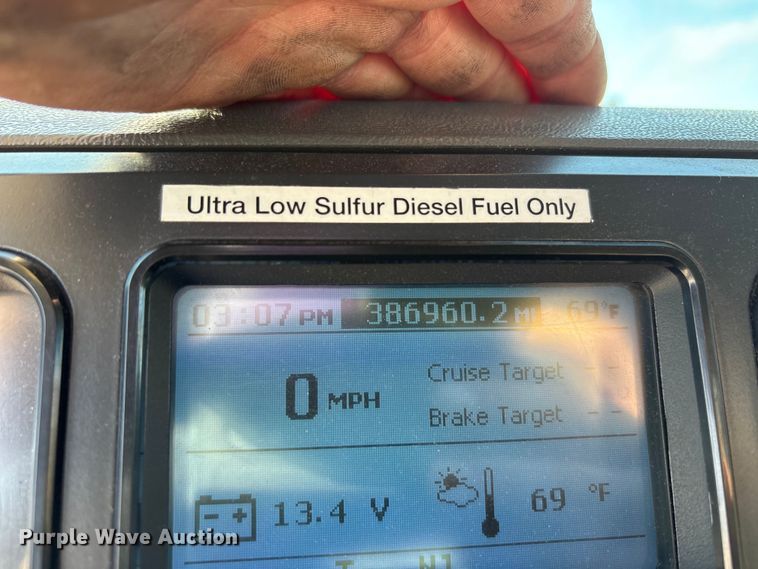 Ultra Low Sulfur Diesel Fuel Only
03:07 PM 386960.2 MI 69°F
0 MPH
Cruise Target - -
Brake Target - -
- + 13.4 V 69 °F
Purple Wave Auction